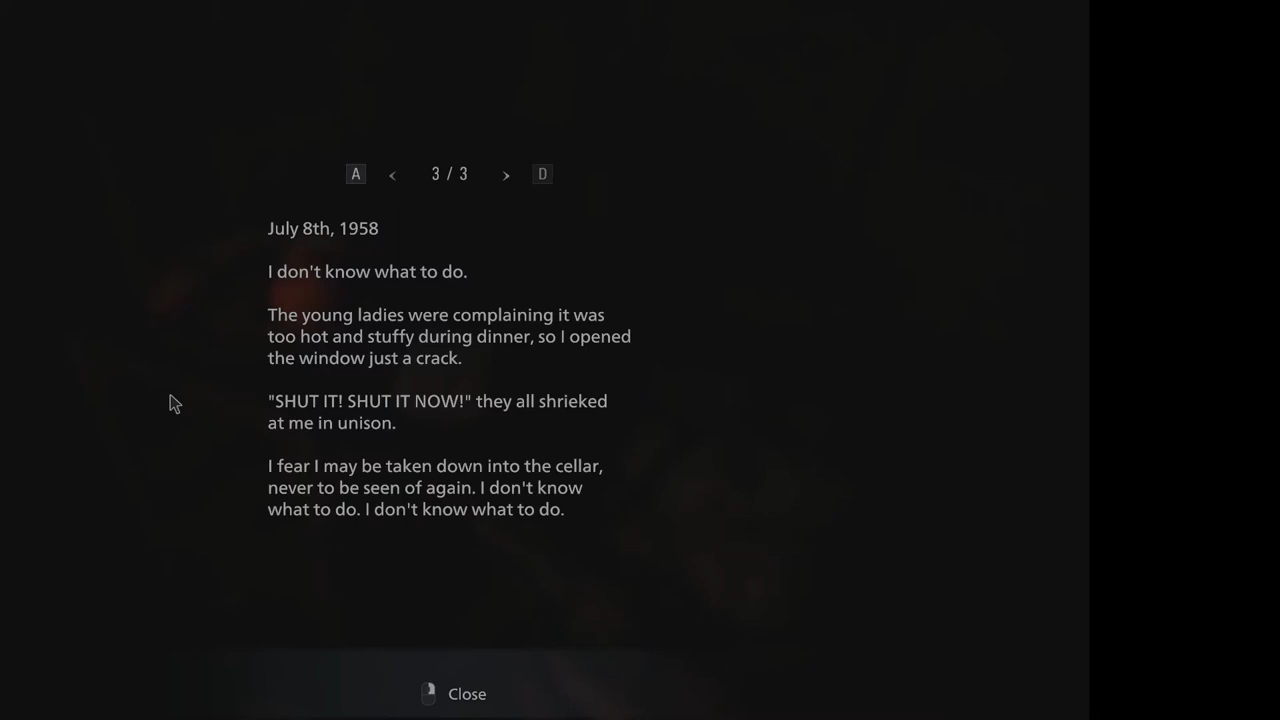 A < 3 / 3 > D
July 8th, 1958
I don't know what to do.
The young ladies were complaining it was
too hot and stuffy during dinner, so I opened
the window just a crack.
"SHUT IT! SHUT IT NOW!" they all shrieked
at me in unison.
I fear I may be taken down into the cellar,
never to be seen of again. I don't know
what to do. I don't know what to do.
Close